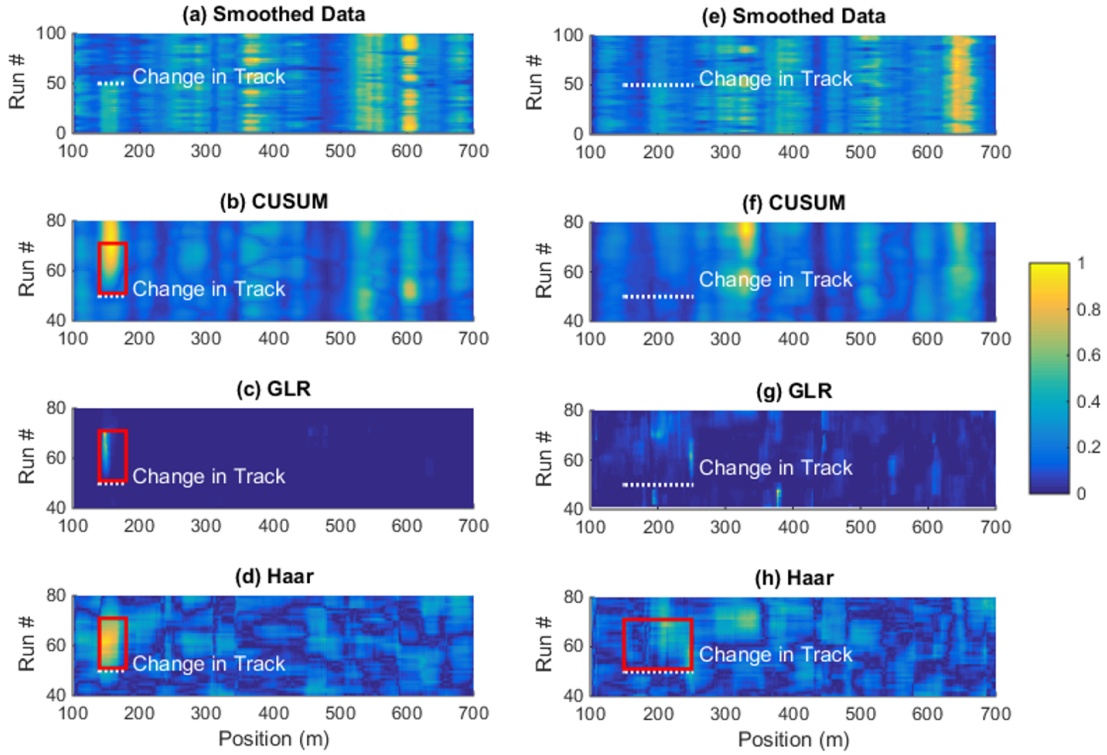 (a) Smoothed Data
Run #
100
50
0
Change in Track
100 200 300 400 500 600 700
(b) CUSUM
Run #
80
60
40
Change in Track
100 200 300 400 500 600 700
(c) GLR
Run #
80
60
40
Change in Track
100 200 300 400 500 600 700
(d) Haar
Run #
80
60
40
Change in Track
100 200 300 400 500 600 700
Position (m)
(e) Smoothed Data
Run #
100
50
0
Change in Track
100 200 300 400 500 600 700
(f) CUSUM
Run #
80
60
40
Change in Track
100 200 300 400 500 600 700
(g) GLR
Run #
80
60
40
Change in Track
100 200 300 400 500 600 700
(h) Haar
Run #
80
60
40
Change in Track
100 200 300 400 500 600 700
Position (m)
1
0.8
0.6
0.4
0.2
0